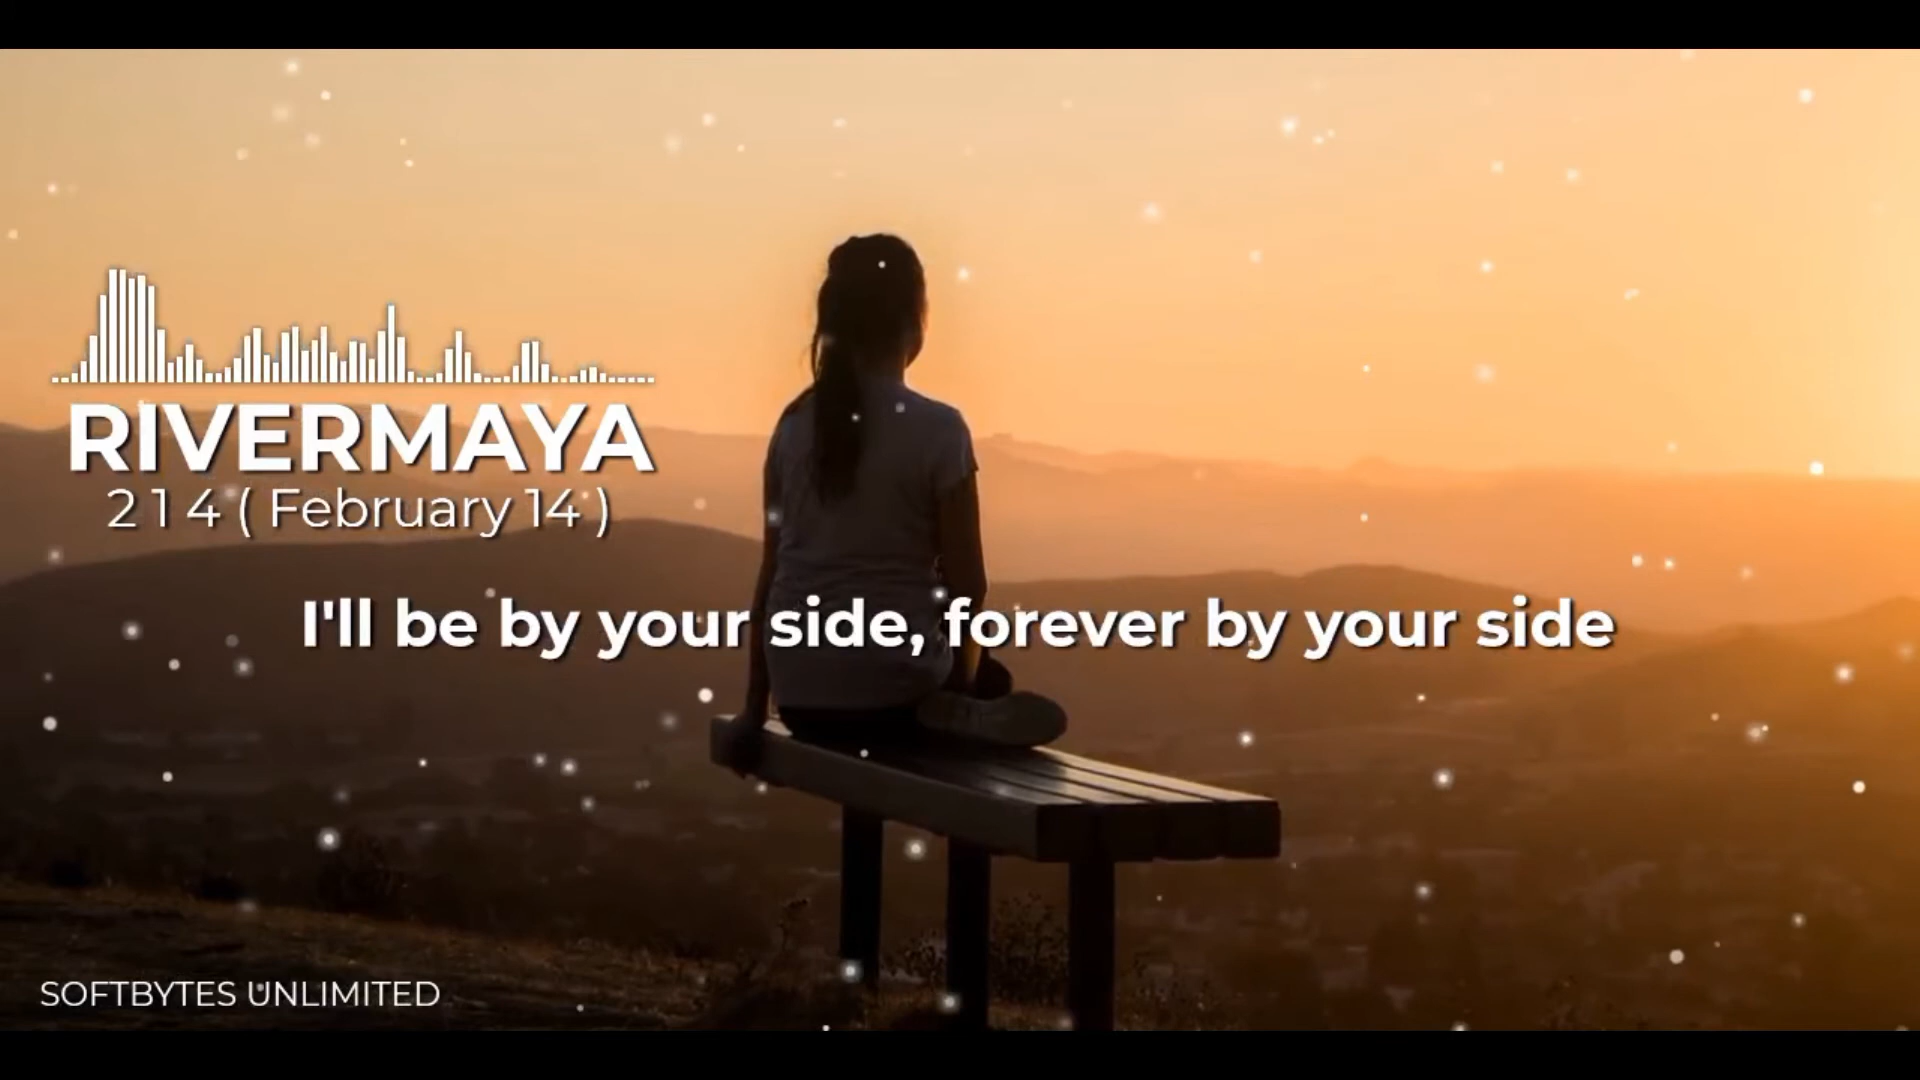 RIVERMAYA
2 1 4 ( February 14 )
I'll be by your side, forever by your side
SOFTBYTES UNLIMITED